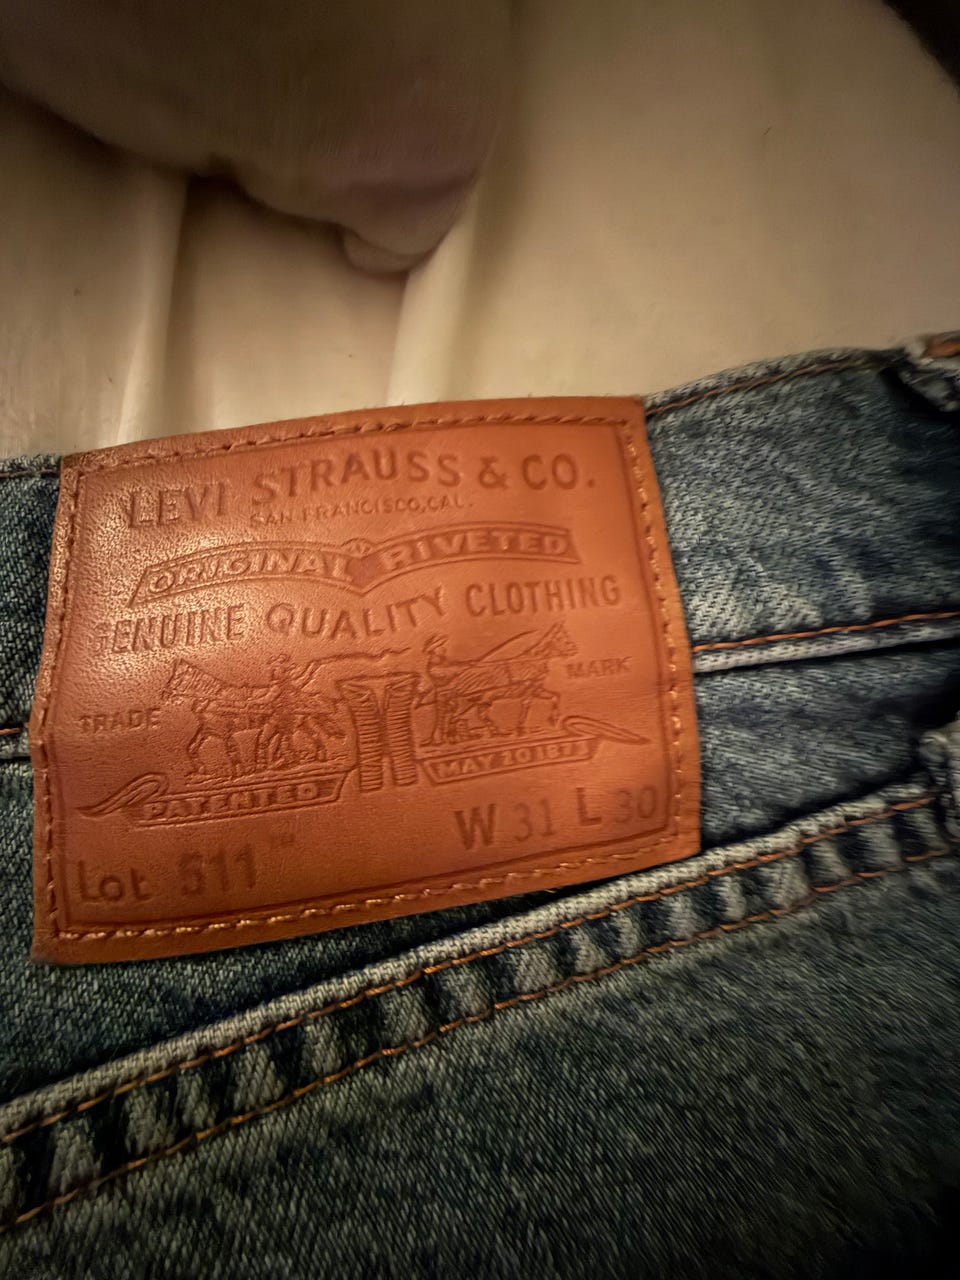 LEVI STRAUSS & CO.
SAN FRANCISCO, CAL.
ORIGINAL RIVETED
GENUINE QUALITY CLOTHING
TRADE MARK
PATENTED MAY 20 1873
W 31 L 30
Lot 511™